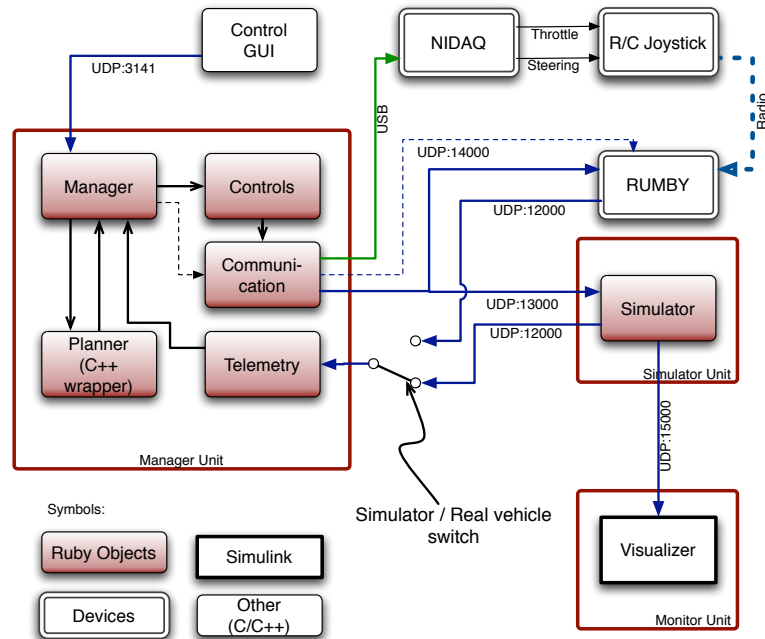 Control
GUI
NIDAQ
Throttle
Steering
R/C Joystick
UDP:3141
USB
Radio
UDP:14000
RUMBY
UDP:12000
Manager
Controls
Communi-
cation
UDP:13000
UDP:12000
Simulator
Planner
(C++
wrapper)
Telemetry
Simulator Unit
Manager Unit
UDP:15000
Simulator / Real vehicle
switch
Symbols:
Ruby Objects
Simulink
Devices
Other
(C/C++)
Visualizer
Monitor Unit